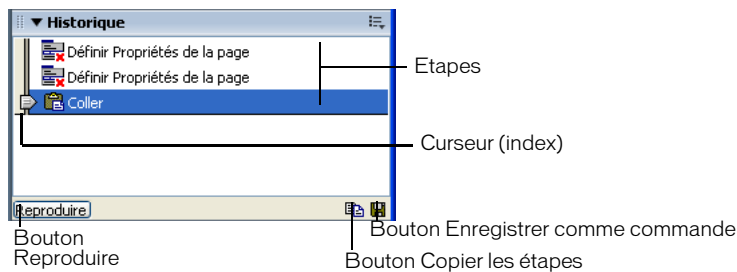 Historique
Définir Propriétés de la page
Définir Propriétés de la page
Coller
Etapes
Curseur (index)
Reproduire
Bouton
Reproduire
Bouton Enregistrer comme commande
Bouton Copier les étapes